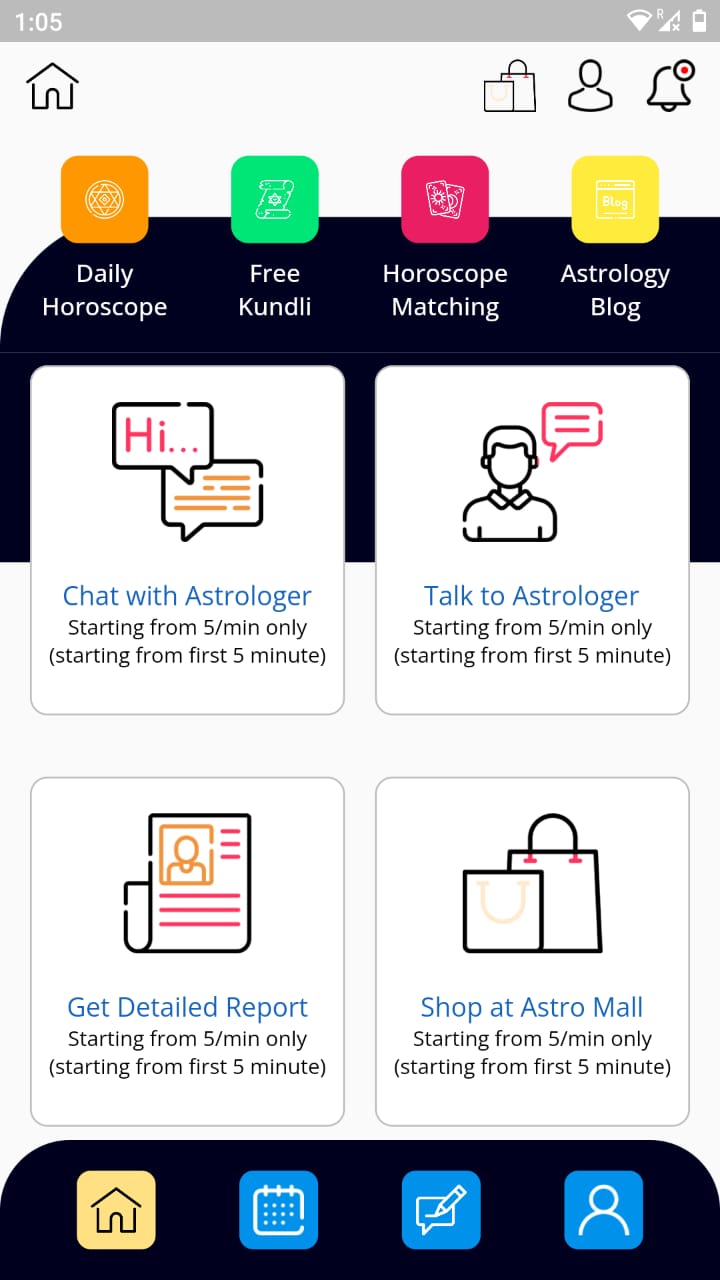 1:05
R
Blog
Daily
Horoscope
Free
Kundli
Horoscope
Matching
Astrology
Blog
Hi...
Chat with Astrologer
Starting from 5/min only
(starting from first 5 minute)
Talk to Astrologer
Starting from 5/min only
(starting from first 5 minute)
Get Detailed Report
Starting from 5/min only
(starting from first 5 minute)
Shop at Astro Mall
Starting from 5/min only
(starting from first 5 minute)